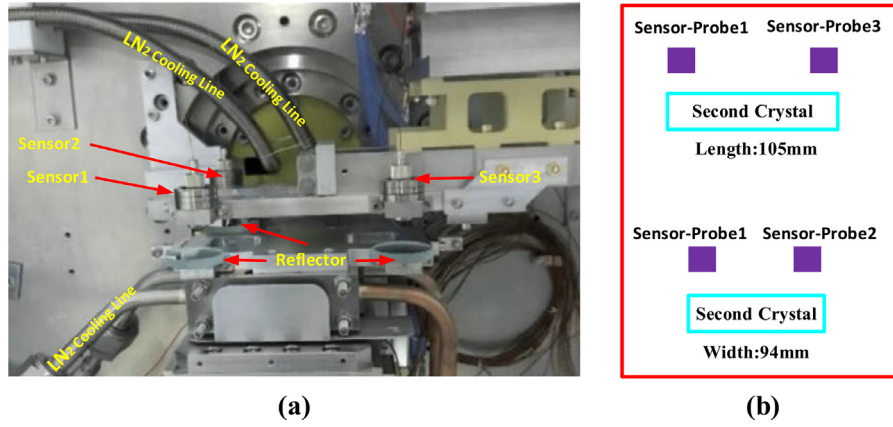 LN2 Cooling Line
LN2 Cooling Line
Sensor2
Sensor1
Sensor3
Reflector
LN2 Cooling Line
(a)
Sensor-Probe1 Sensor-Probe3
Second Crystal
Length:105mm
Sensor-Probe1 Sensor-Probe2
Second Crystal
Width:94mm
(b)